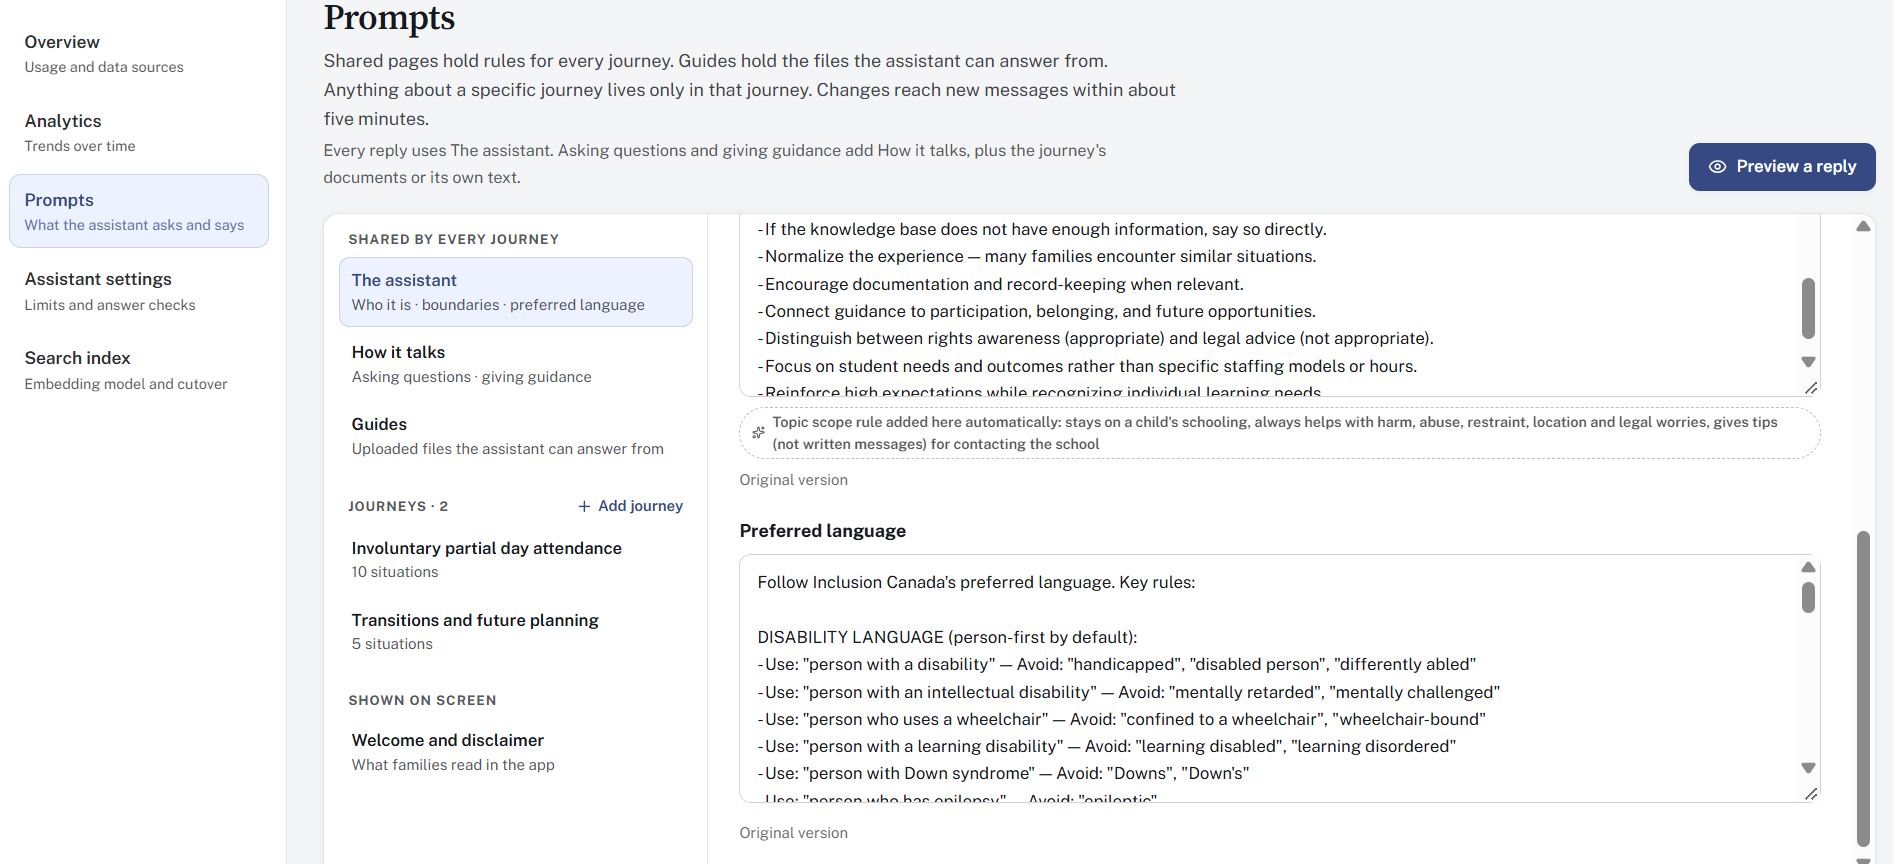 Overview
Usage and data sources
Analytics
Trends over time
Prompts
What the assistant asks and says
Assistant settings
Limits and answer checks
Search index
Embedding model and cutover
Prompts
Shared pages hold rules for every journey. Guides hold the files the assistant can answer from.
Anything about a specific journey lives only in that journey. Changes reach new messages within about
five minutes.
Every reply uses The assistant. Asking questions and giving guidance add How it talks, plus the journey's
documents or its own text.
Preview a reply
SHARED BY EVERY JOURNEY
The assistant
Who it is · boundaries · preferred language
How it talks
Asking questions · giving guidance
Guides
Uploaded files the assistant can answer from
JOURNEYS · 2
+ Add journey
Involuntary partial day attendance
10 situations
Transitions and future planning
5 situations
SHOWN ON SCREEN
Welcome and disclaimer
What families read in the app
-If the knowledge base does not have enough information, say so directly.
-Normalize the experience — many families encounter similar situations.
-Encourage documentation and record-keeping when relevant.
-Connect guidance to participation, belonging, and future opportunities.
-Distinguish between rights awareness (appropriate) and legal advice (not appropriate).
-Focus on student needs and outcomes rather than specific staffing models or hours.
-Reinforce high expectations while recognizing individual learning needs
Topic scope rule added here automatically: stays on a child's schooling, always helps with harm, abuse, restraint, location and legal worries, gives tips
(not written messages) for contacting the school
Original version
Preferred language
Follow Inclusion Canada's preferred language. Key rules:
DISABILITY LANGUAGE (person-first by default):
-Use: "person with a disability" — Avoid: "handicapped", "disabled person", "differently abled"
-Use: "person with an intellectual disability" — Avoid: "mentally retarded", "mentally challenged"
-Use: "person who uses a wheelchair" — Avoid: "confined to a wheelchair", "wheelchair-bound"
-Use: "person with a learning disability" — Avoid: "learning disabled", "learning disordered"
-Use: "person with Down syndrome" — Avoid: "Downs", "Down's"
-Use: "person who has epilepsy" — Avoid: "epileptic"
Original version